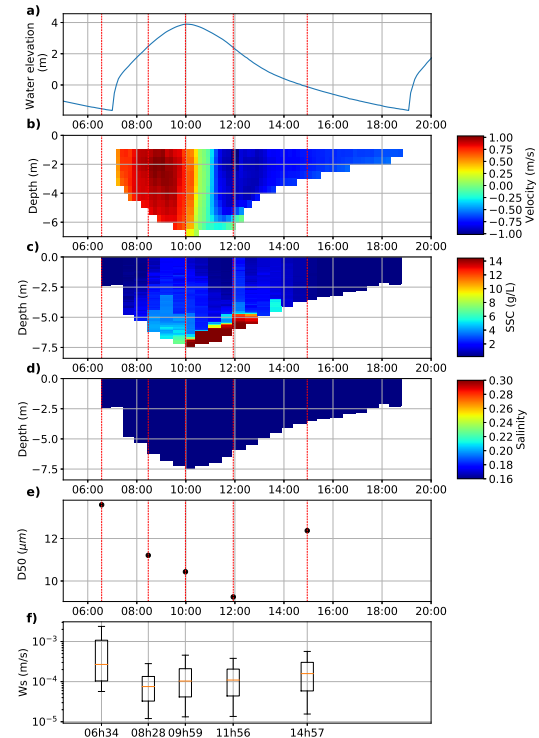 a)
Water elevation
(m)
4
2
0
06:00 08:00 10:00 12:00 14:00 16:00 18:00 20:00
b)
Depth (m)
0
−2
−4
−6
1.00
0.75
0.50
0.25
0.00
−0.25
−0.50
−0.75
−1.00
Velocity (m/s)
06:00 08:00 10:00 12:00 14:00 16:00 18:00 20:00
c)
Depth (m)
0.0
−2.5
−5.0
−7.5
14
12
10
8
6
4
2
SSC (g/L)
06:00 08:00 10:00 12:00 14:00 16:00 18:00 20:00
d)
Depth (m)
0.0
−2.5
−5.0
−7.5
0.30
0.28
0.26
0.24
0.22
0.20
0.18
0.16
Salinity
06:00 08:00 10:00 12:00 14:00 16:00 18:00 20:00
e)
D50 (μm)
12
10
06:00 08:00 10:00 12:00 14:00 16:00 18:00 20:00
f)
Ws (m/s)
10⁻³
10⁻⁴
10⁻⁵
06h34 08h28 09h59 11h56 14h57